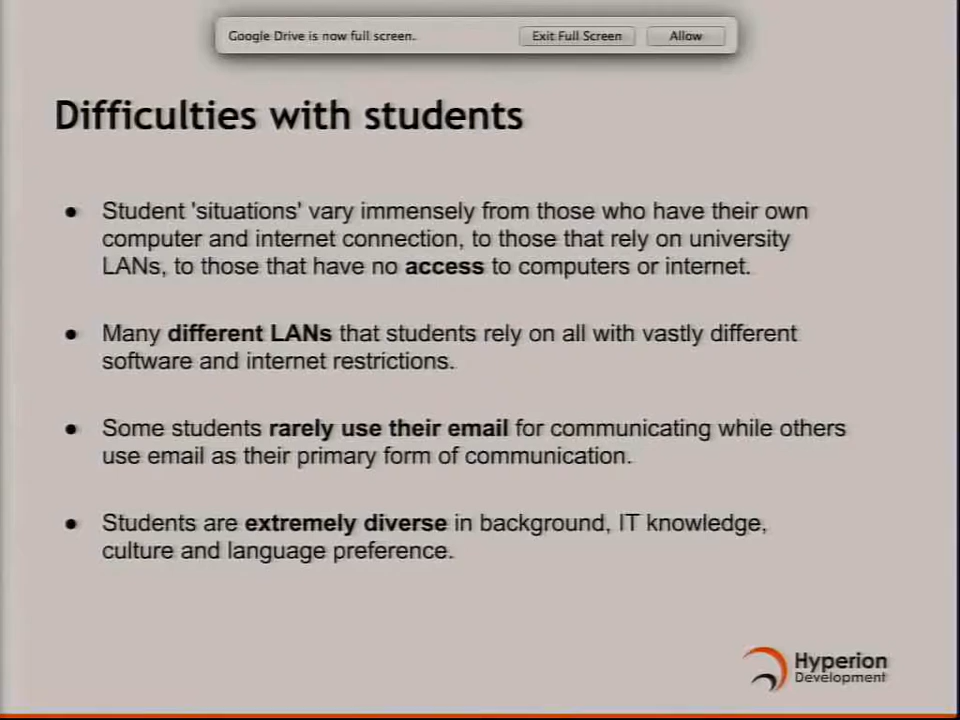 Google Drive is now full screen.
Exit Full Screen
Allow
Difficulties with students
Student 'situations' vary immensely from those who have their own
computer and internet connection, to those that rely on university
LANs, to those that have no access to computers or internet.
Many different LANs that students rely on all with vastly different
software and internet restrictions.
Some students rarely use their email for communicating while others
use email as their primary form of communication.
Students are extremely diverse in background, IT knowledge,
culture and language preference.
Hyperion
Development